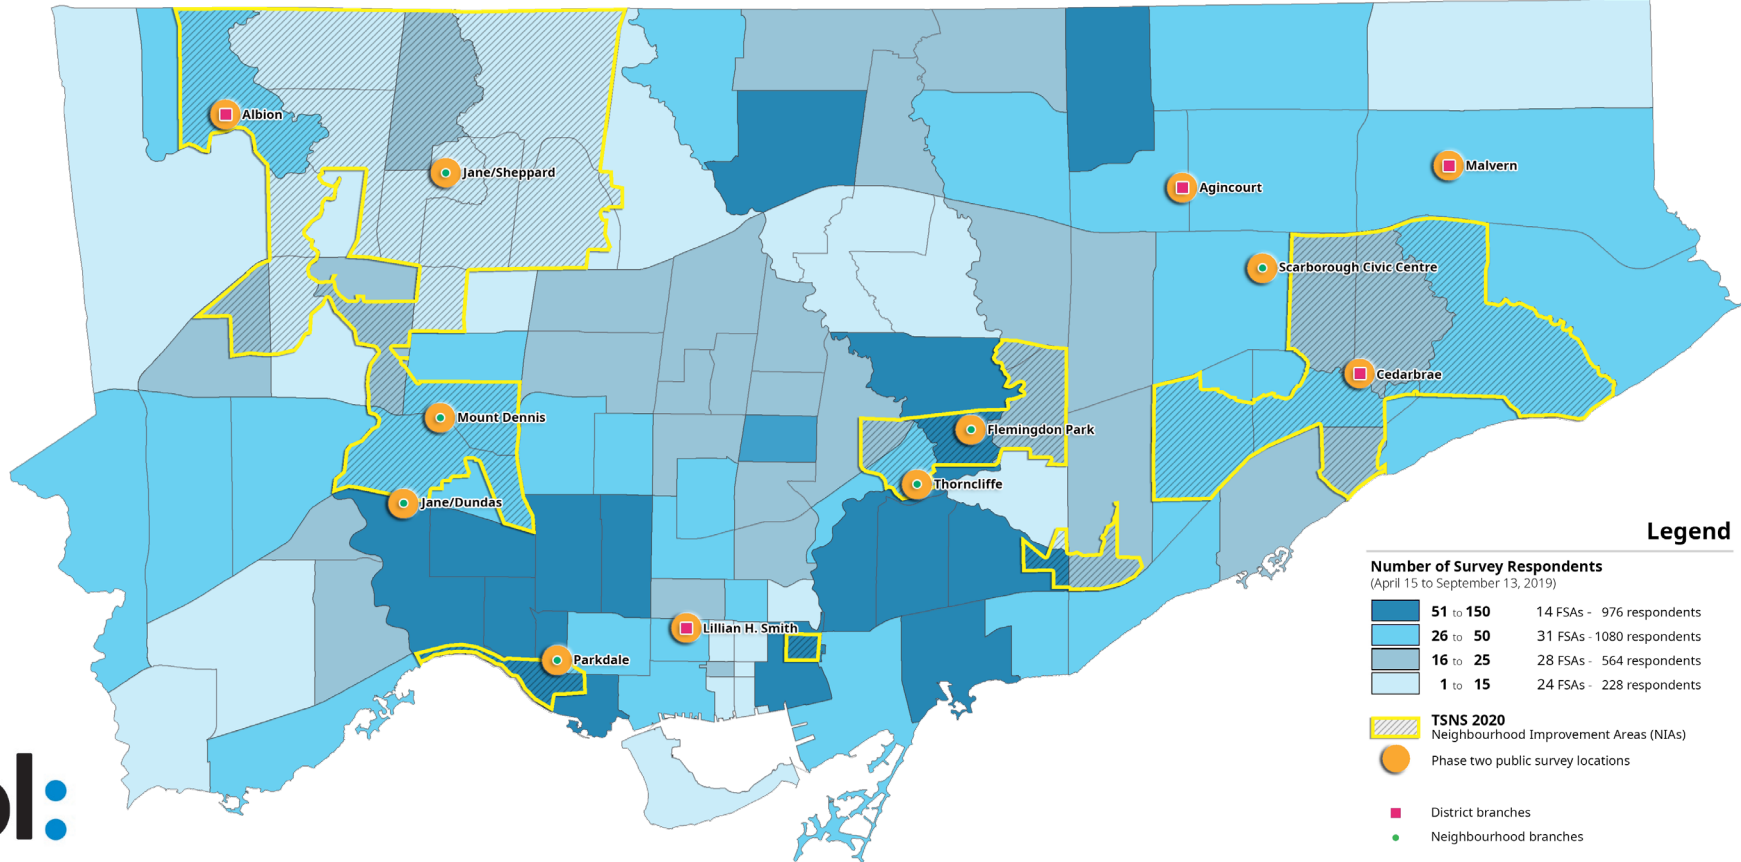 Albion
Jane/Sheppard
Malvern
Agincourt
Scarborough Civic Centre
Cedarbrae
Mount Dennis
Flemingdon Park
Thorncliffe
Jane/Dundas
Lillian H. Smith
Parkdale
Legend
Number of Survey Respondents
(April 15 to September 13, 2019)
51 to 150 14 FSAs - 976 respondents
26 to 50 31 FSAs - 1080 respondents
16 to 25 28 FSAs - 564 respondents
1 to 15 24 FSAs - 228 respondents
TSNS 2020
Neighbourhood Improvement Areas (NIAs)
Phase two public survey locations
District branches
Neighbourhood branches